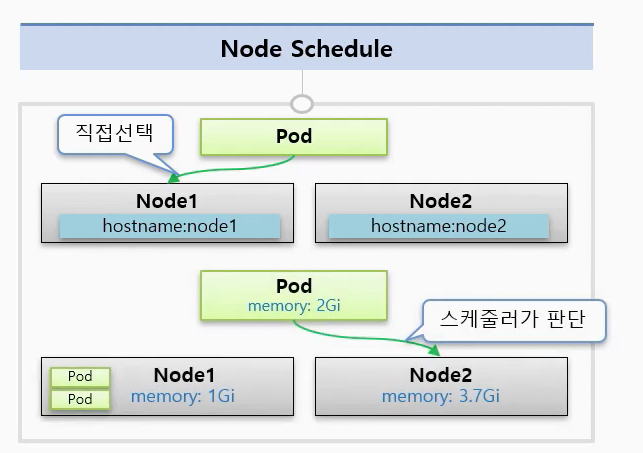 Node Schedule
직접선택
Pod
Node1
hostname:node1
Node2
hostname:node2
Pod
memory: 2Gi
스케줄러가 판단
Pod
Pod
Node1
memory: 1Gi
Node2
memory: 3.7Gi